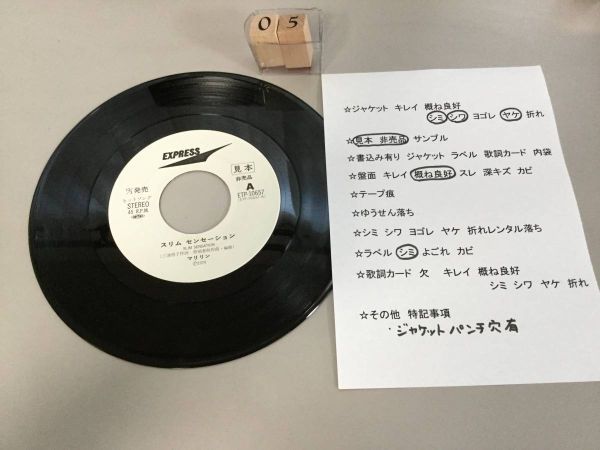 05
EXPRESS
見本
非売品
A
ETP-10657
発売
STEREO
45 R.P.M.
スリム センセーション
SLIM SENSATION
マリリン
☆ジャケット キレイ 概ね良好
シミ シワ ヨゴレ ヤケ 折れ
☆見本 非売品 サンプル
☆書込み有り ジャケット ラベル 歌詞カード 内袋
☆盤面 キレイ 概ね良好 スレ 深キズ カビ
☆テープ痕
☆ゆうせん落ち
☆シミ シワ ヨゴレ ヤケ 折れレンタル落ち
☆ラベル シミ よごれ カビ
☆歌詞カード 欠 キレイ 概ね良好
シミ シワ ヤケ 折れ
☆その他 特記事項
ジャケット パンチ穴 有